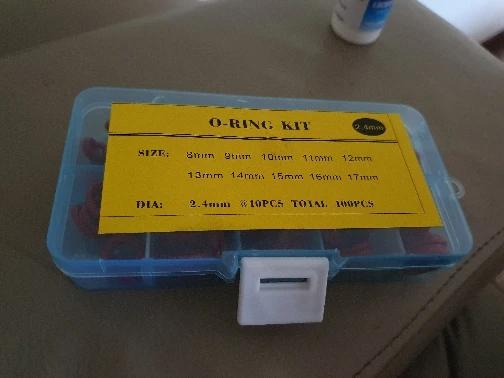 O-RING KIT
2.4mm
SIZE: 8mm 9mm 10mm 11mm 12mm
13mm 14mm 15mm 16mm 17mm
DIA: 2.4mm @10PCS TOTAL 100PCS